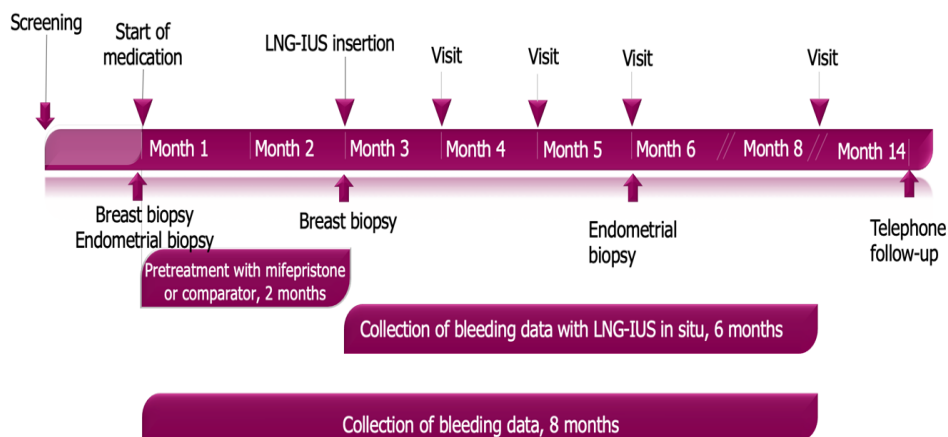 Screening
Start of
medication
LNG-IUS insertion
Visit
Visit
Visit
Visit
Month 1
Month 2
Month 3
Month 4
Month 5
Month 6
//
Month 8
//
Month 14
Breast biopsy
Endometrial biopsy
Breast biopsy
Endometrial
biopsy
Telephone
follow-up
Pretreatment with mifepristone
or comparator, 2 months
Collection of bleeding data with LNG-IUS in situ, 6 months
Collection of bleeding data, 8 months